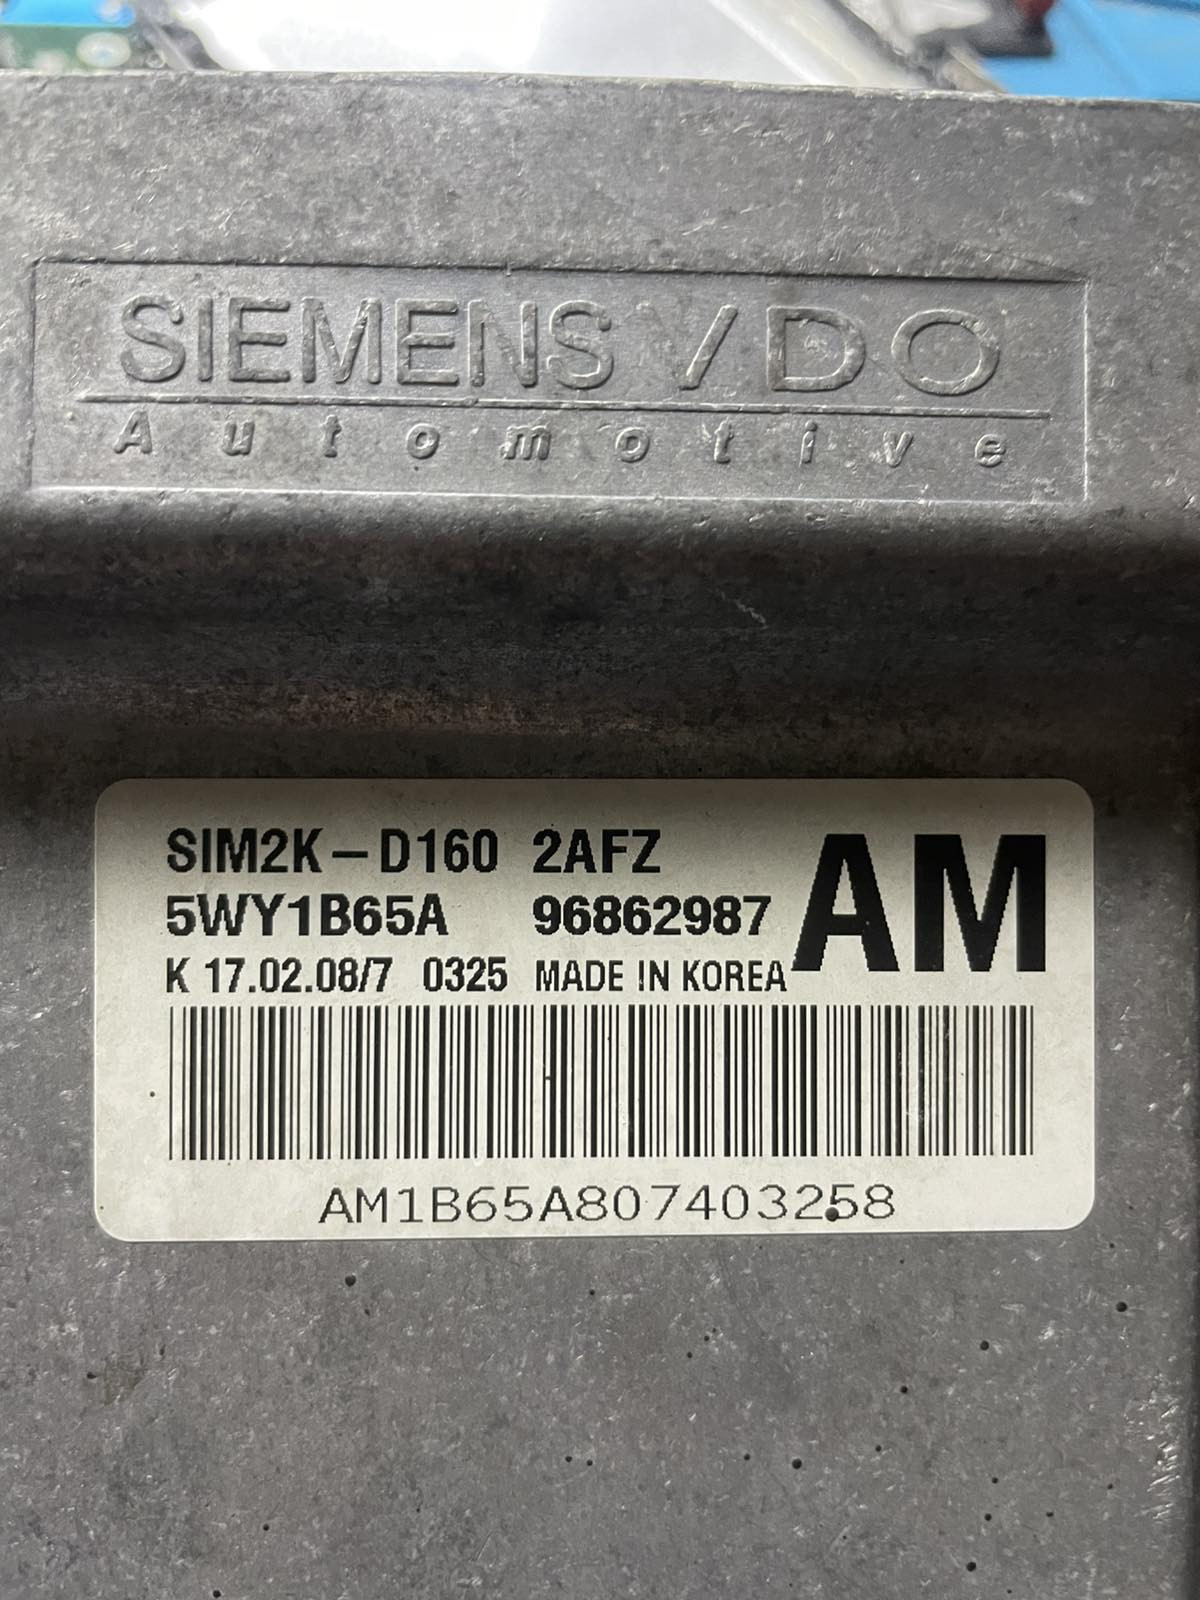 SIEMENS VDO
Automotive
SIM2K-D160 2AFZ
AM
5WY1B65A 96862987
K 17.02.08/7 0325 MADE IN KOREA
AM1B65A807403258